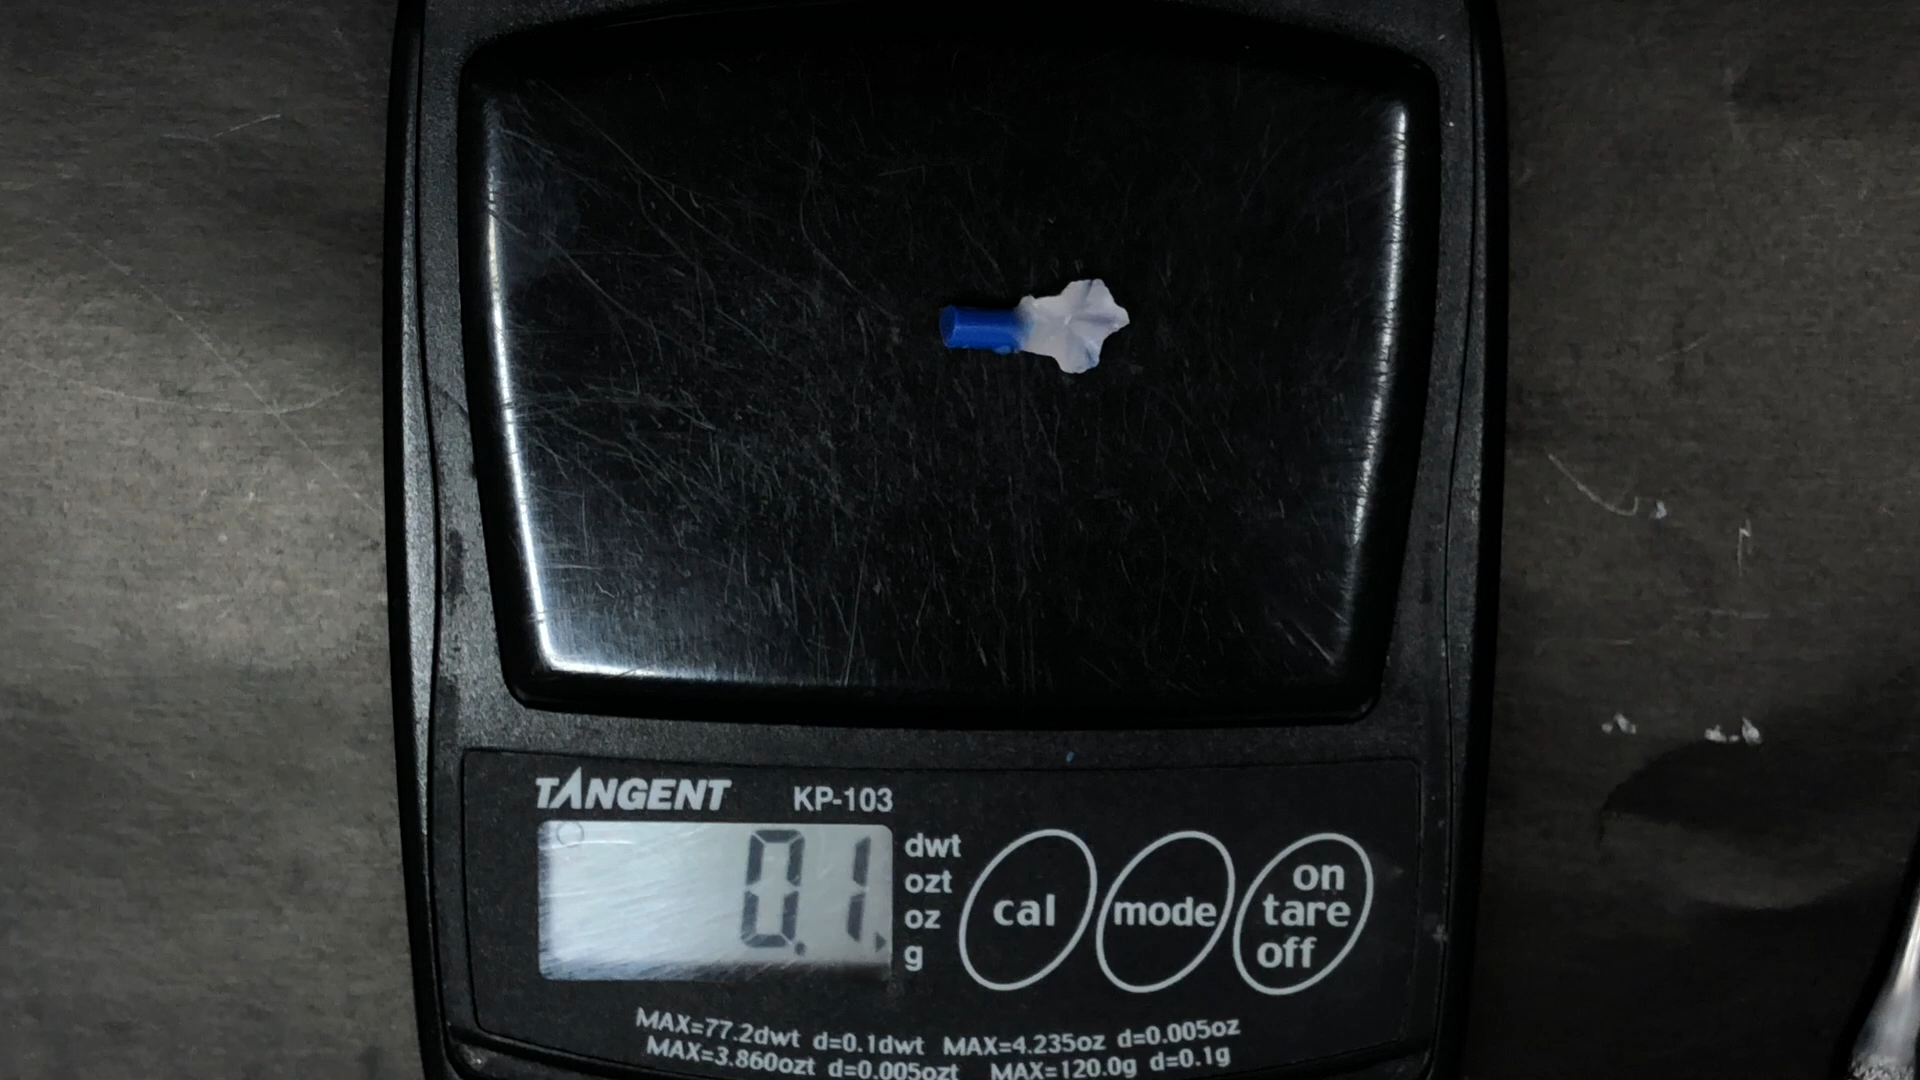 TANGENT KP-103
0.1
dwt
ozt
oz
g
cal
mode
on
tare
off
MAX=77.2dwt d=0.1dwt MAX=4.235oz d=0.005oz
MAX=3.860ozt d=0.005ozt MAX=120.0g d=0.1g